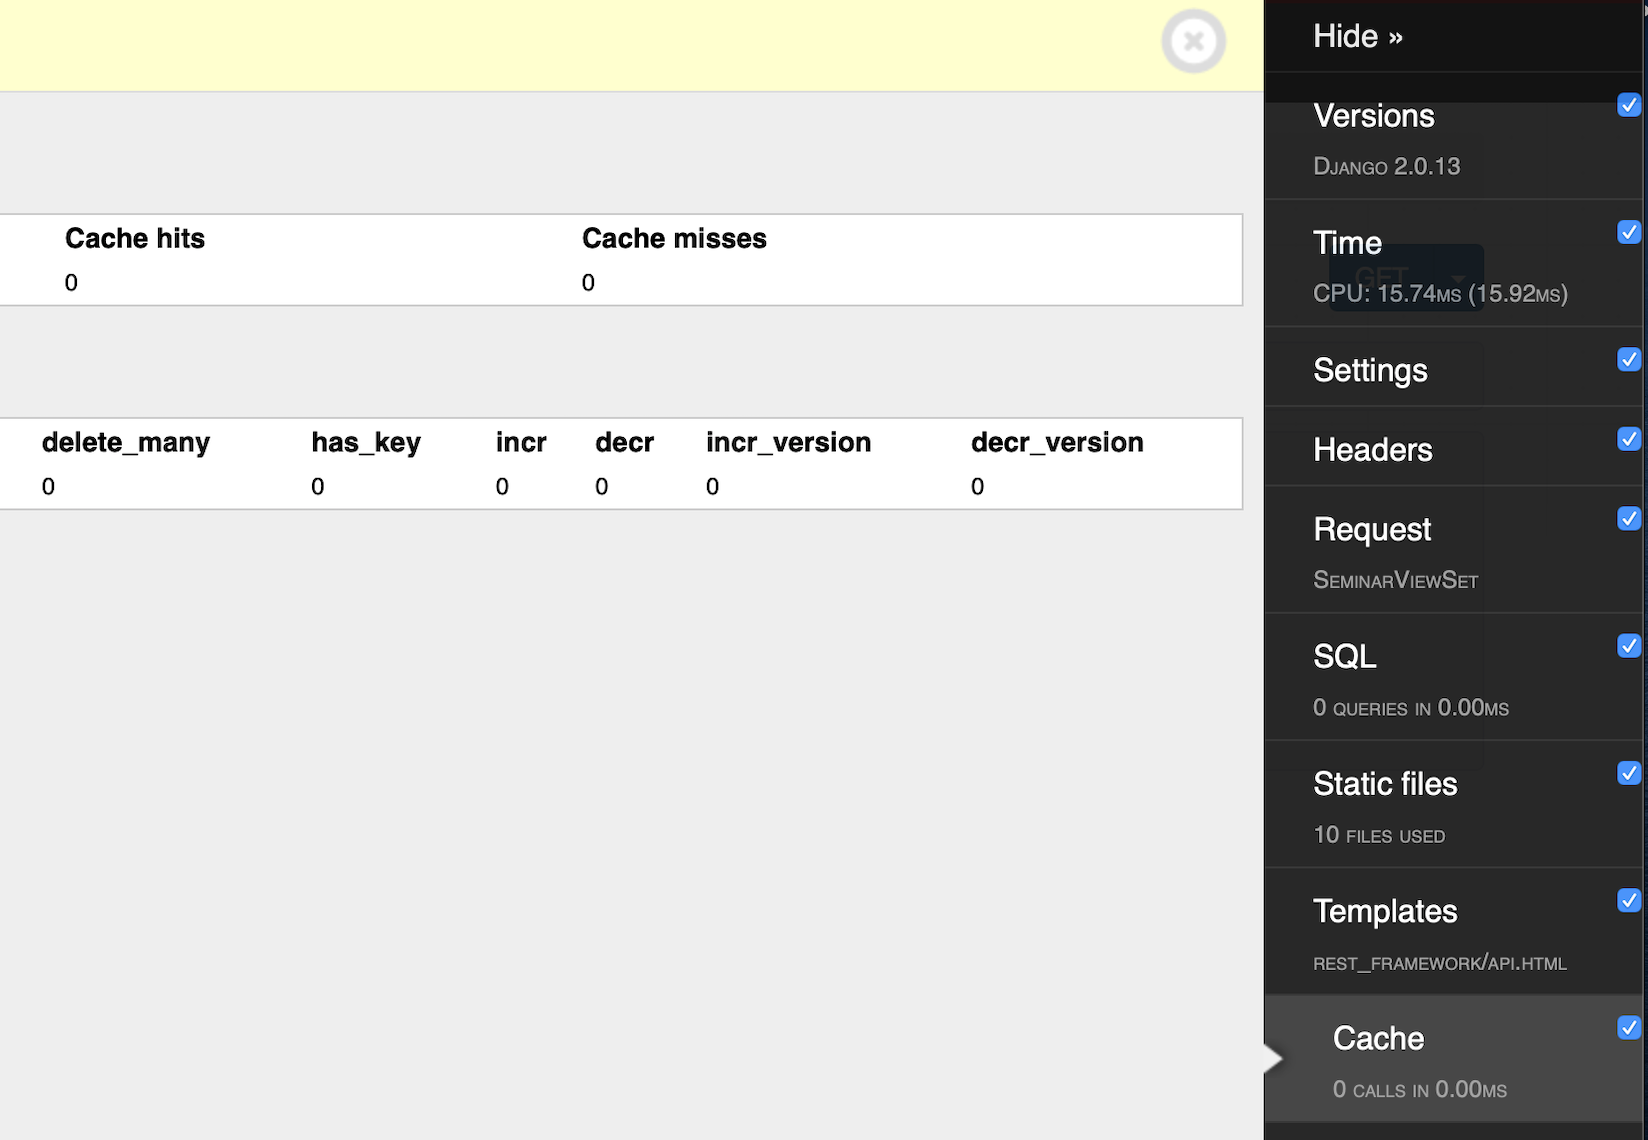 Cache hits Cache misses
0 0
delete_many has_key incr decr incr_version decr_version
0 0 0 0 0 0
Hide »
Versions
Django 2.0.13
Time
GET
CPU: 15.74ms (15.92ms)
Settings
Headers
Request
SeminarViewSet
SQL
0 queries in 0.00ms
Static files
10 files used
Templates
rest_framework/api.html
Cache
0 calls in 0.00ms